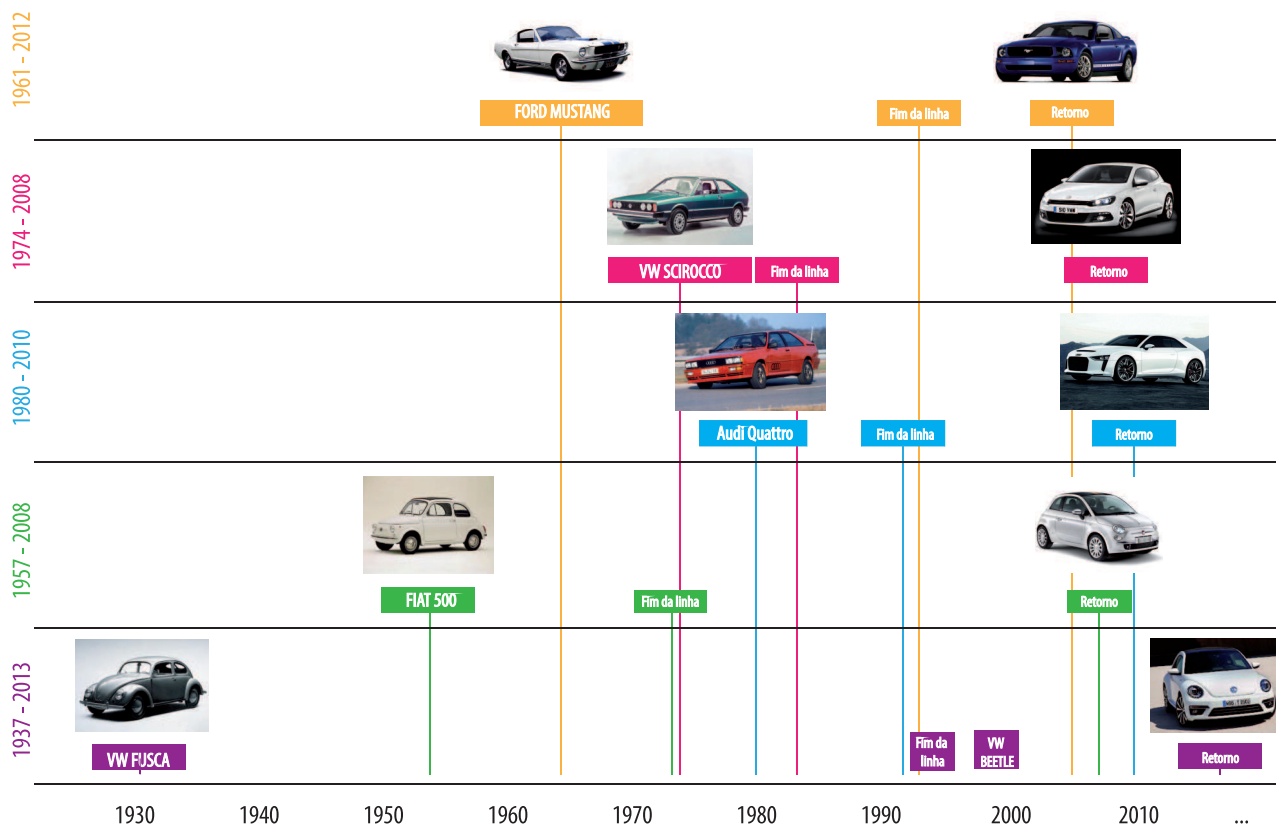 1961 - 2012
FORD MUSTANG
Fim da linha
Retorno
1974 - 2008
VW SCIROCCO
Fim da linha
Retorno
1980 - 2010
Audi Quattro
Fim da linha
Retorno
1957 - 2008
FIAT 500
Fim da linha
Retorno
1937 - 2013
VW FUSCA
Fim da
linha
VW
BEETLE
Retorno
1930 1940 1950 1960 1970 1980 1990 2000 2010 ...